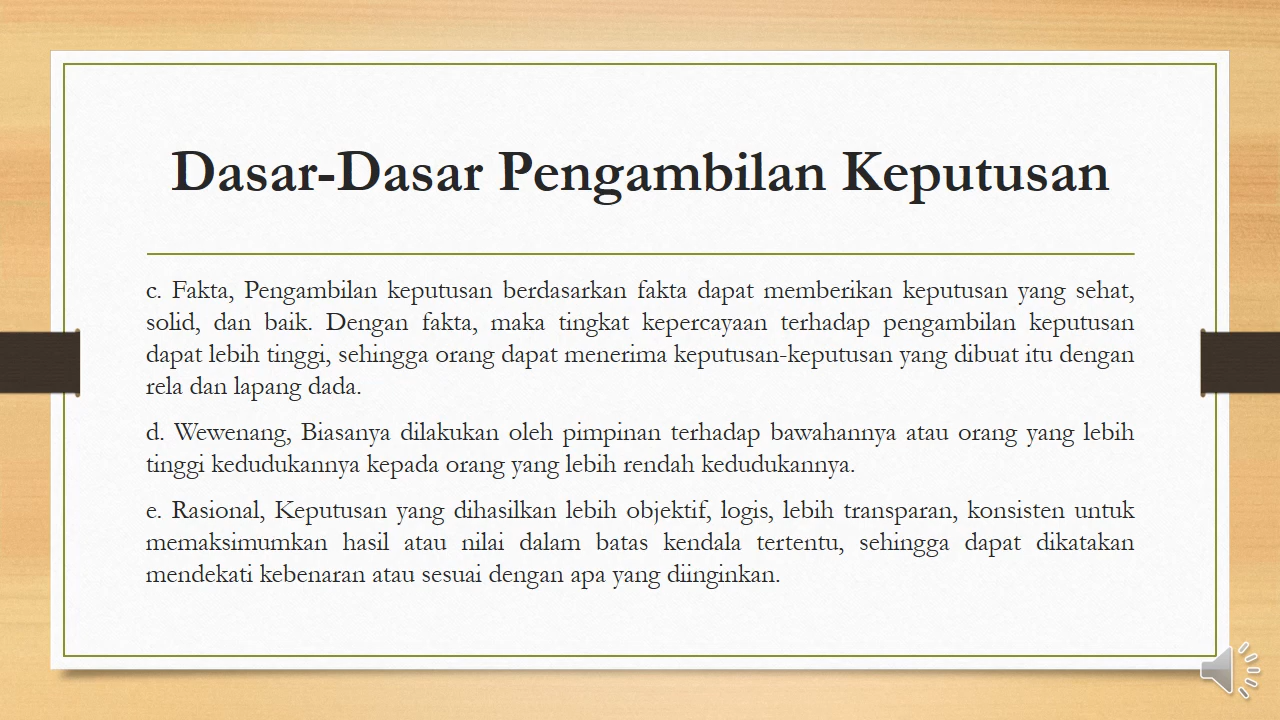 Dasar-Dasar Pengambilan Keputusan
c. Fakta, Pengambilan keputusan berdasarkan fakta dapat memberikan keputusan yang sehat,
solid, dan baik. Dengan fakta, maka tingkat kepercayaan terhadap pengambilan keputusan
dapat lebih tinggi, sehingga orang dapat menerima keputusan-keputusan yang dibuat itu dengan
rela dan lapang dada.
d. Wewenang, Biasanya dilakukan oleh pimpinan terhadap bawahannya atau orang yang lebih
tinggi kedudukannya kepada orang yang lebih rendah kedudukannya.
e. Rasional, Keputusan yang dihasilkan lebih objektif, logis, lebih transparan, konsisten untuk
memaksimumkan hasil atau nilai dalam batas kendala tertentu, sehingga dapat dikatakan
mendekati kebenaran atau sesuai dengan apa yang diinginkan.